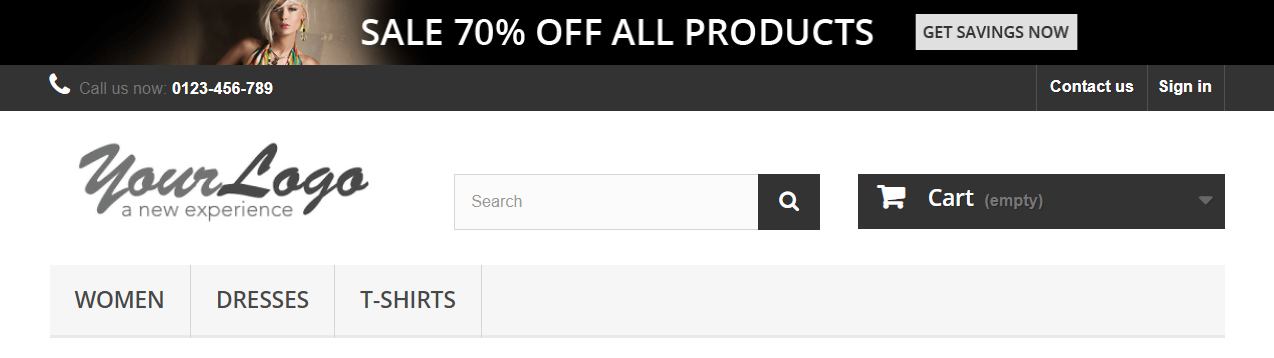 SALE 70% OFF ALL PRODUCTS GET SAVINGS NOW
Call us now: 0123-456-789 Contact us Sign in
YourLogo
a new experience
Search Cart (empty)
WOMEN DRESSES T-SHIRTS